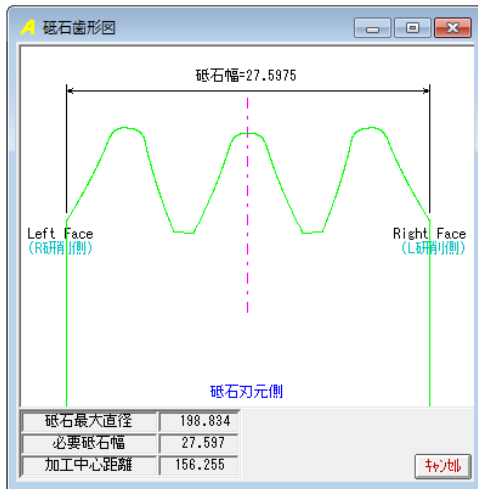 砥石歯形図
砥石幅=27.5975
Left Face
(R研削側)
Right Face
(L研削側)
砥石刃元側
砥石最大直径 198.834
必要砥石幅 27.597
加工中心距離 156.255
キャンセル